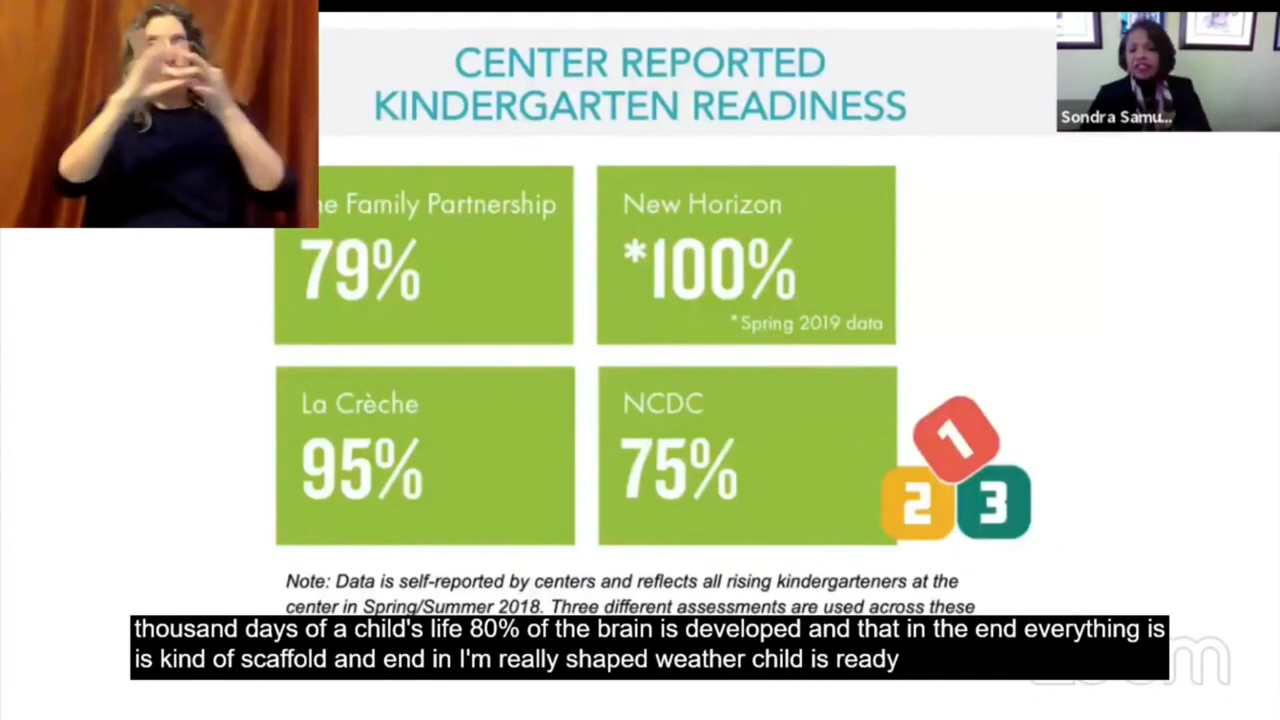 CENTER REPORTED
KINDERGARTEN READINESS
Sondra Samu...
he Family Partnership
79%
New Horizon
*100%
*Spring 2019 data
La Crèche
95%
NCDC
75%
1
2 3
Note: Data is self-reported by centers and reflects all rising kindergarteners at the
center in Spring/Summer 2018. Three different assessments are used across these
thousand days of a child's life 80% of the brain is developed and that in the end everything is
is kind of scaffold and end in I'm really shaped weather child is ready